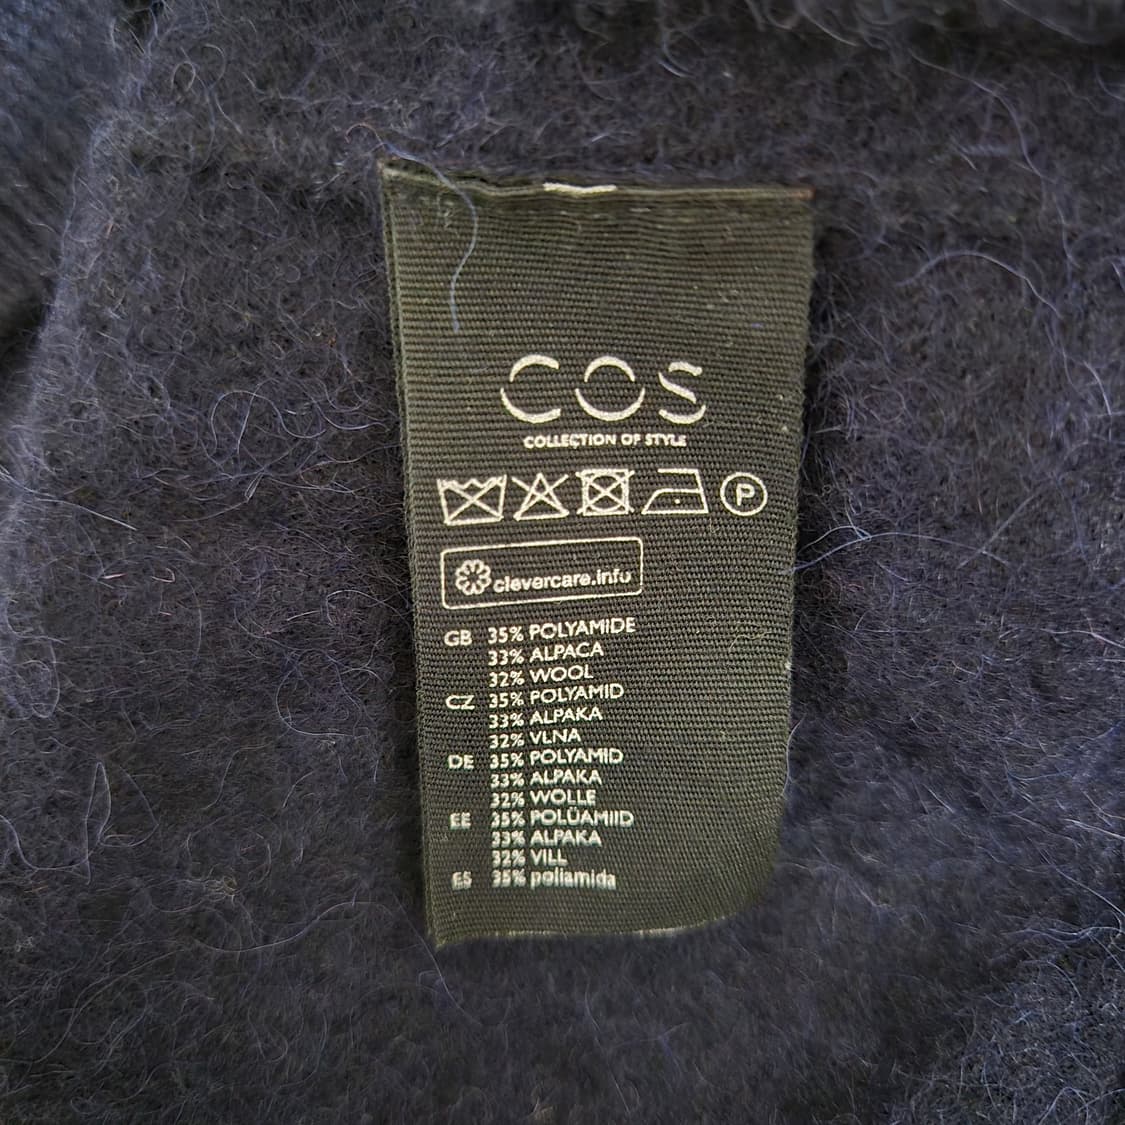 COS
COLLECTION OF STYLE
P
clevercare.info
GB 35% POLYAMIDE
33% ALPACA
32% WOOL
CZ 35% POLYAMID
33% ALPAKA
32% VLNA
DE 35% POLYAMID
33% ALPAKA
32% WOLLE
EE 35% POLÜAMIID
33% ALPAKA
32% VILL
ES 35% poliamida